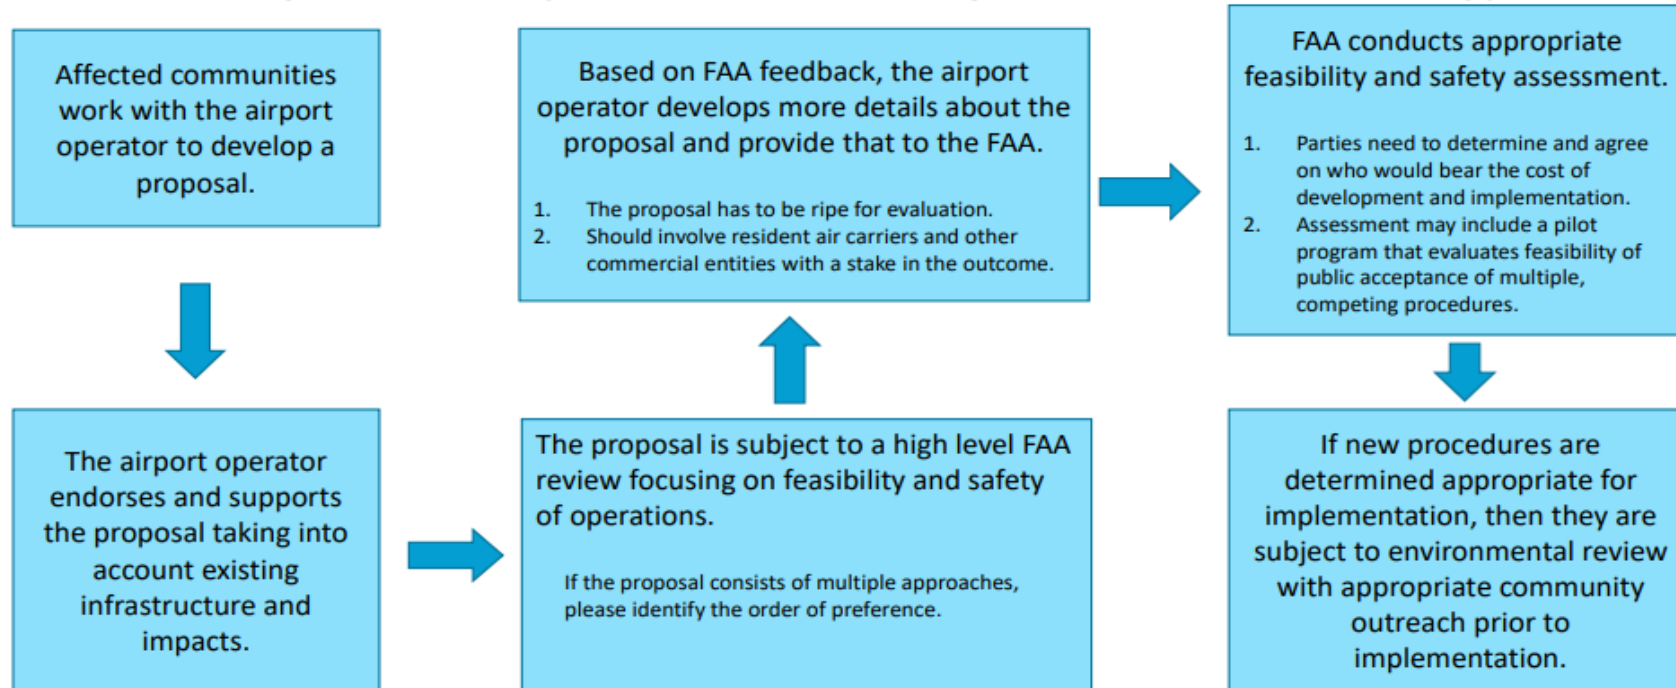 Affected communities
work with the airport
operator to develop a
proposal.
The airport operator
endorses and supports
the proposal taking into
account existing
infrastructure and
impacts.
The proposal is subject to a high level FAA
review focusing on feasibility and safety
of operations.
If the proposal consists of multiple approaches,
please identify the order of preference.
Based on FAA feedback, the airport
operator develops more details about the
proposal and provide that to the FAA.
1. The proposal has to be ripe for evaluation.
2. Should involve resident air carriers and other
commercial entities with a stake in the outcome.
FAA conducts appropriate
feasibility and safety assessment.
1. Parties need to determine and agree
on who would bear the cost of
development and implementation.
2. Assessment may include a pilot
program that evaluates feasibility of
public acceptance of multiple,
competing procedures.
If new procedures are
determined appropriate for
implementation, then they are
subject to environmental review
with appropriate community
outreach prior to
implementation.